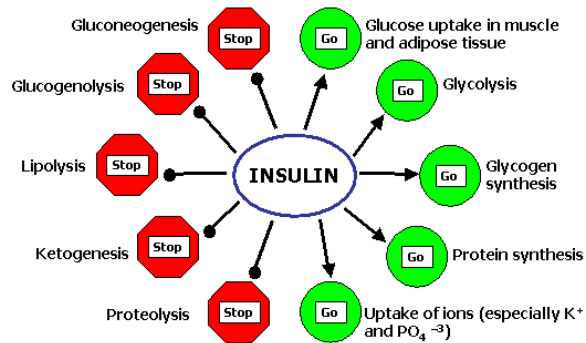 Gluconeogenesis
Stop
Go
Glucose uptake in muscle
and adipose tissue
Glucogenolysis
Stop
Go
Glycolysis
Lipolysis
Stop
INSULIN
Go
Glycogen
synthesis
Ketogenesis
Stop
Go
Protein synthesis
Proteolysis
Stop
Go
Uptake of ions (especially K⁺
and PO₄ ⁻³)